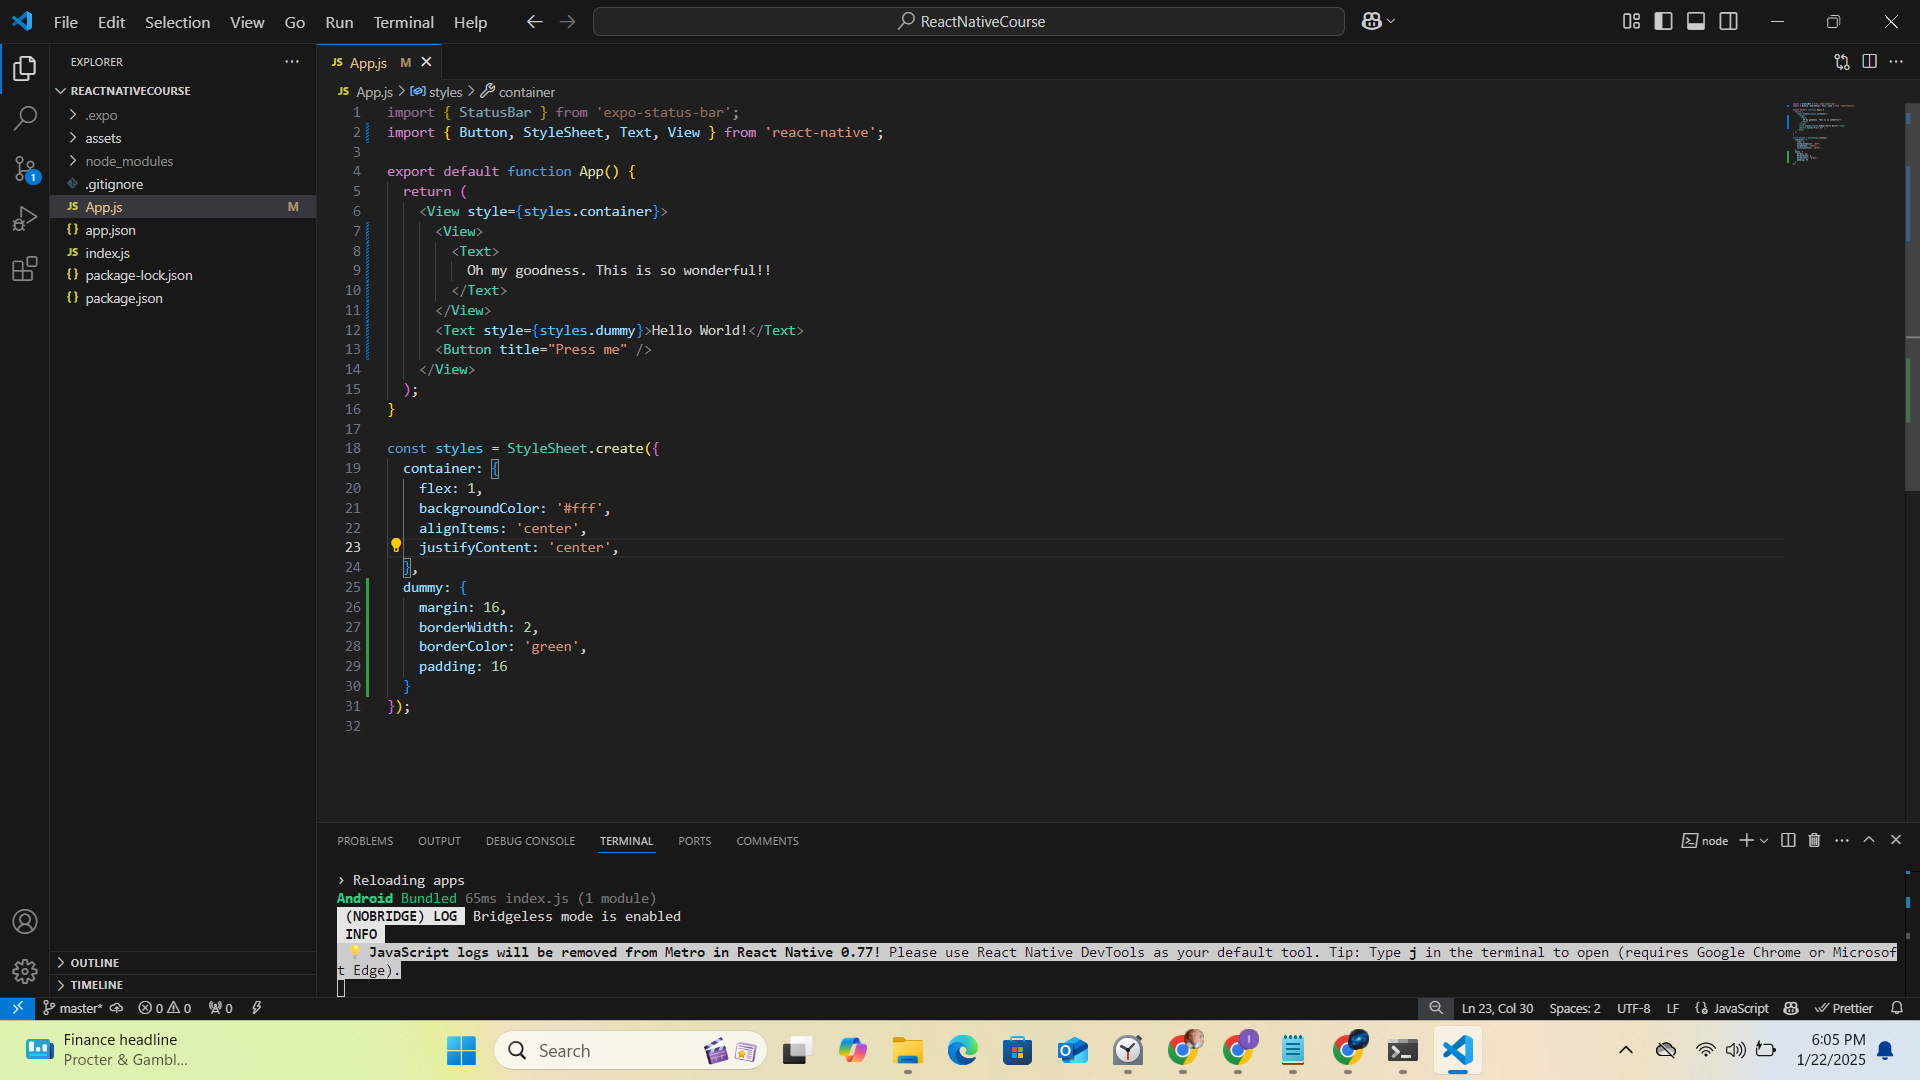 File Edit Selection View Go Run Terminal Help
ReactNativeCourse
EXPLORER
REACTNATIVECOURSE
.expo
assets
node_modules
.gitignore
JS App.js M
{} app.json
JS index.js
{} package-lock.json
{} package.json
OUTLINE
TIMELINE
1
JS App.js M
JS App.js > styles > container
1 import { StatusBar } from 'expo-status-bar';
2 import { Button, StyleSheet, Text, View } from 'react-native';
3
4 export default function App() {
5 return (
6 <View style={styles.container}>
7 <View>
8 <Text>
9 Oh my goodness. This is so wonderful!!
10 </Text>
11 </View>
12 <Text style={styles.dummy}>Hello World!</Text>
13 <Button title="Press me" />
14 </View>
15 );
16 }
17
18 const styles = StyleSheet.create({
19 container: {
20 flex: 1,
21 backgroundColor: '#fff',
22 alignItems: 'center',
23 justifyContent: 'center',
24 },
25 dummy: {
26 margin: 16,
27 borderWidth: 2,
28 borderColor: 'green',
29 padding: 16
30 }
31 });
32
PROBLEMS OUTPUT DEBUG CONSOLE TERMINAL PORTS COMMENTS
node
› Reloading apps
Android Bundled 65ms index.js (1 module)
(NOBRIDGE) LOG Bridgeless mode is enabled
INFO
💡 JavaScript logs will be removed from Metro in React Native 0.77! Please use React Native DevTools as your default tool. Tip: Type j in the terminal to open (requires Google Chrome or Microsof
t Edge).
master* 0 0 0
Ln 23, Col 30 Spaces: 2 UTF-8 LF {} JavaScript Prettier
Finance headline
Procter & Gambl...
Search
6:05 PM
1/22/2025